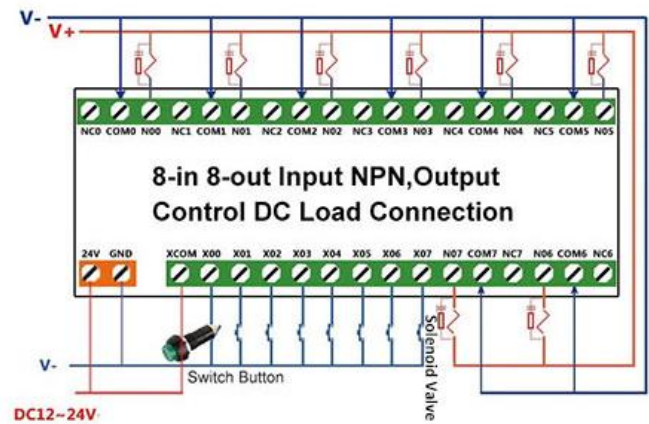 V-
V+
NC0 COM0 N00 NC1 COM1 N01 NC2 COM2 N02 NC3 COM3 N03 NC4 COM4 N04 NC5 COM5 N05
8-in 8-out Input NPN,Output
Control DC Load Connection
24V GND XCOM X00 X01 X02 X03 X04 X05 X06 X07 N07 COM7 NC7 N06 COM6 NC6
Solenoid Valve
V-
Switch Button
DC12~24V